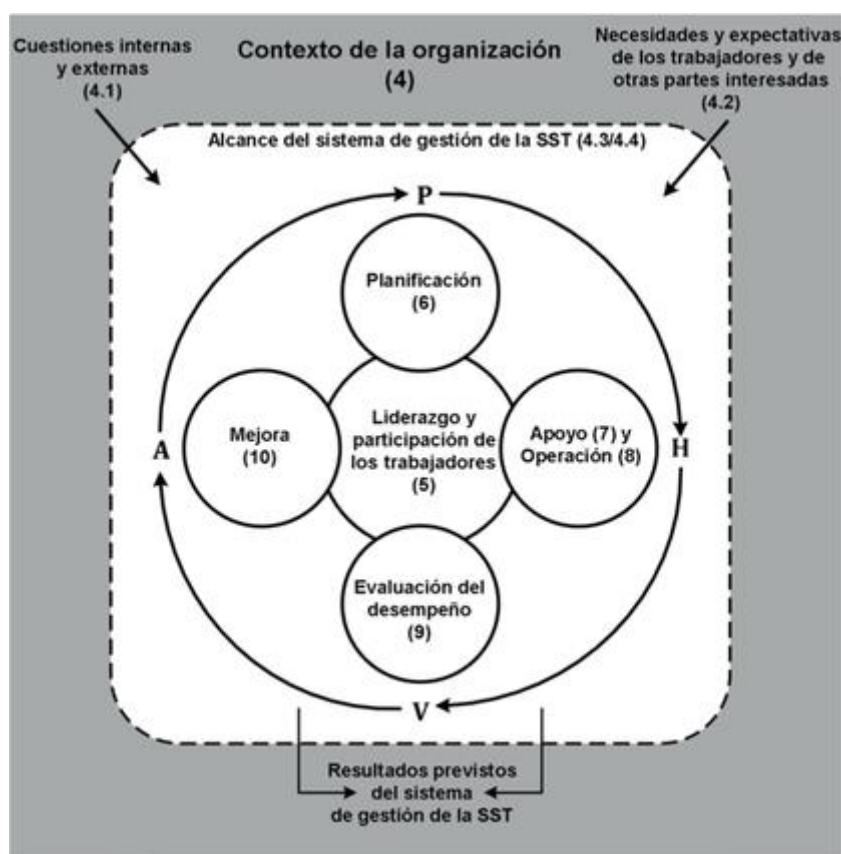 Cuestiones internas
y externas
(4.1)
Contexto de la organización
(4)
Necesidades y expectativas
de los trabajadores y de
otras partes interesadas
(4.2)
Alcance del sistema de gestión de la SST (4.3/4.4)
P
Planificación
(6)
A
Mejora
(10)
Liderazgo y
participación de
los trabajadores
(5)
Apoyo (7) y
Operación (8)
H
Evaluación del
desempeño
(9)
V
Resultados previstos
del sistema
de gestión de la SST